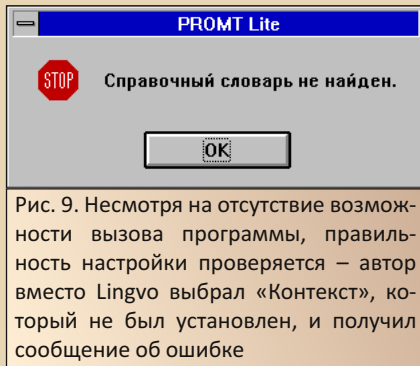 PROMT Lite
STOP
Справочный словарь не найден.
OK
Рис. 9. Несмотря на отсутствие возмож-
ности вызова программы, правиль-
ность настройки проверяется – автор
вместо Lingvo выбрал «Контекст», ко-
торый не был установлен, и получил
сообщение об ошибке